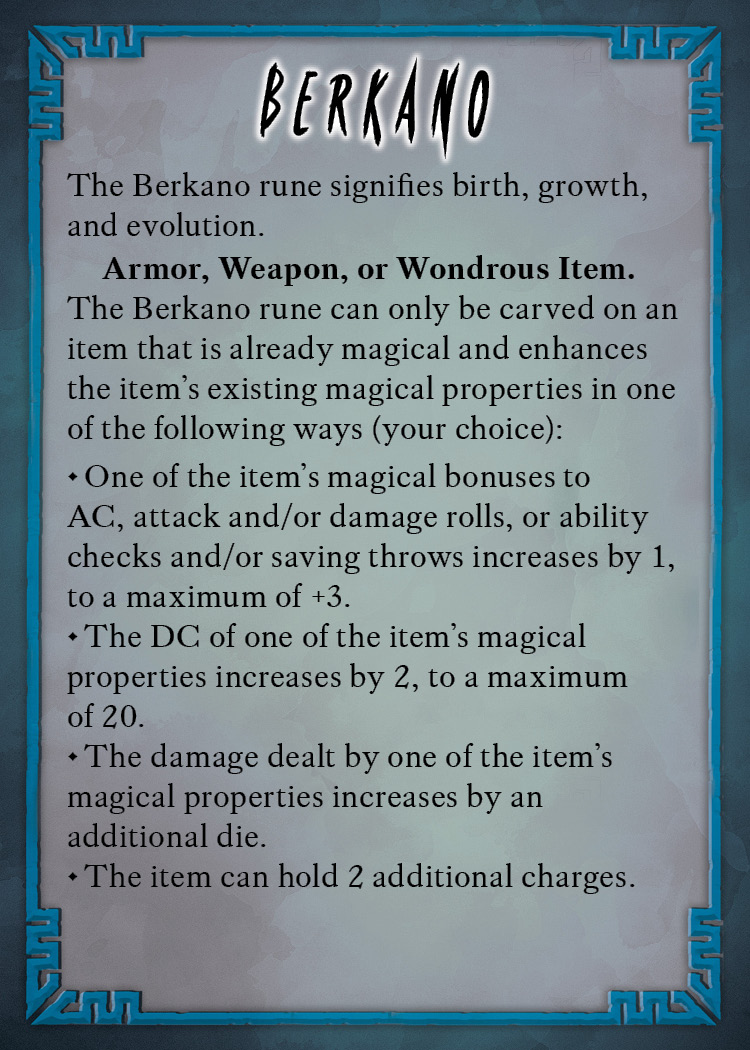 BERKANO
The Berkano rune signifies birth, growth,
and evolution.
Armor, Weapon, or Wondrous Item.
The Berkano rune can only be carved on an
item that is already magical and enhances
the item’s existing magical properties in one
of the following ways (your choice):
• One of the item’s magical bonuses to
AC, attack and/or damage rolls, or ability
checks and/or saving throws increases by 1,
to a maximum of +3.
• The DC of one of the item’s magical
properties increases by 2, to a maximum
of 20.
• The damage dealt by one of the item’s
magical properties increases by an
additional die.
• The item can hold 2 additional charges.